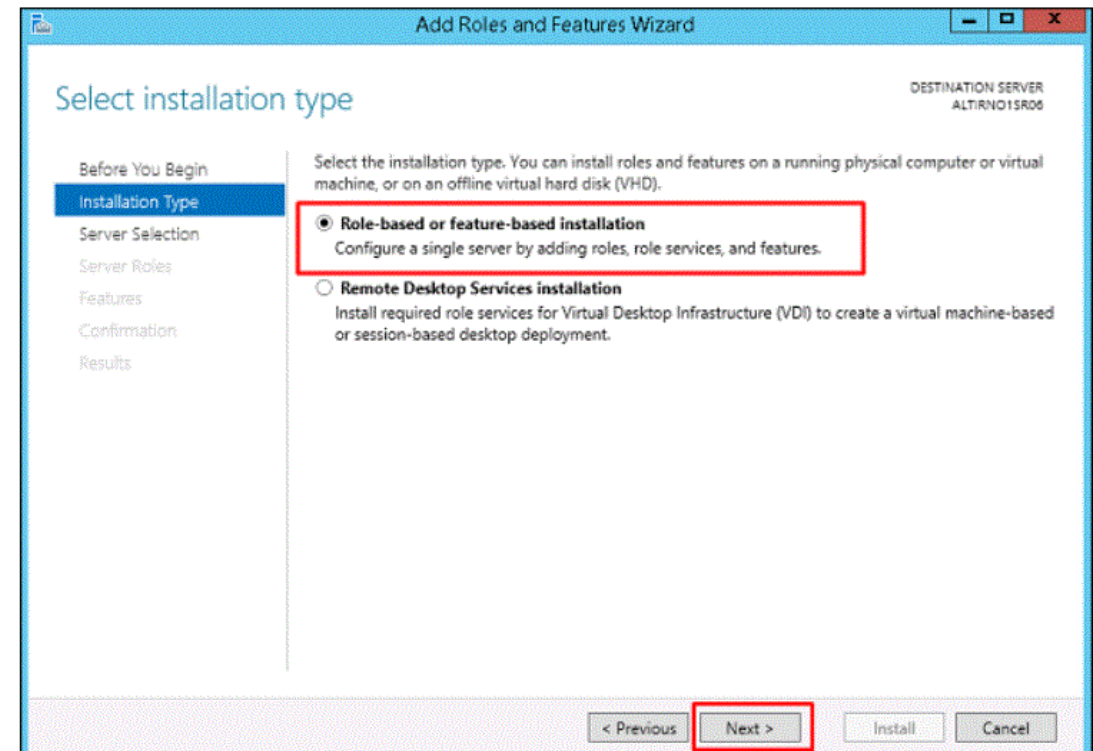 Add Roles and Features Wizard
Select installation type
DESTINATION SERVER
ALTIRNO1SR06
Before You Begin
Installation Type
Server Selection
Server Roles
Features
Confirmation
Results
Select the installation type. You can install roles and features on a running physical computer or virtual
machine, or on an offline virtual hard disk (VHD).
Role-based or feature-based installation
Configure a single server by adding roles, role services, and features.
Remote Desktop Services installation
Install required role services for Virtual Desktop Infrastructure (VDI) to create a virtual machine-based
or session-based desktop deployment.
< Previous
Next >
Install
Cancel